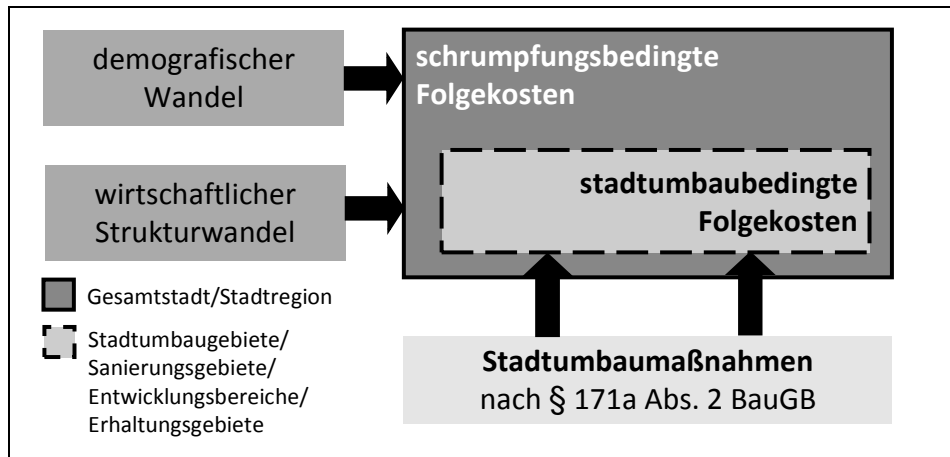 demografischer
Wandel
schrumpfungsbedingte
Folgekosten
wirtschaftlicher
Strukturwandel
stadtumbaubedingte
Folgekosten
Gesamtstadt/Stadtregion
Stadtumbaugebiete/
Sanierungsgebiete/
Entwicklungsbereiche/
Erhaltungsgebiete
Stadtumbaumaßnahmen
nach § 171a Abs. 2 BauGB